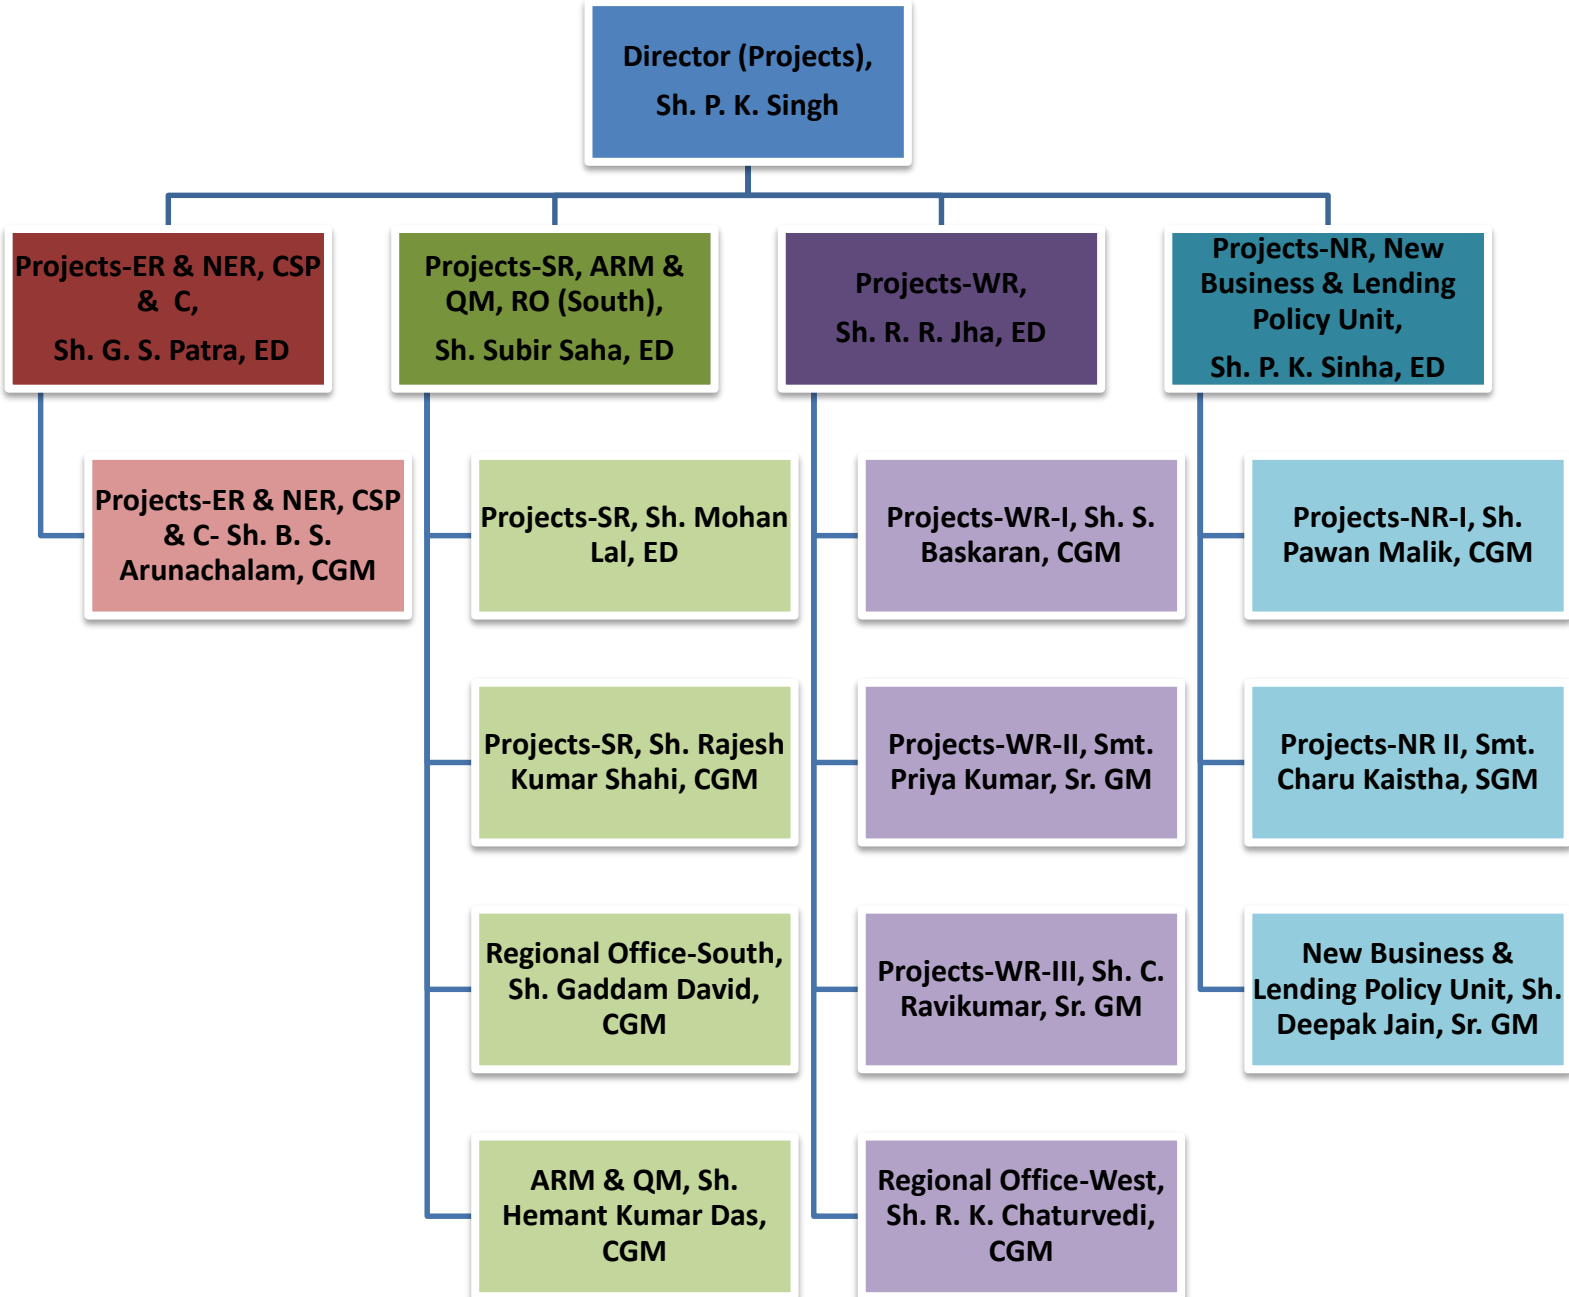 Director (Projects),
Sh. P. K. Singh
Projects-ER & NER, CSP
& C,
Sh. G. S. Patra, ED
Projects-SR, ARM &
QM, RO (South),
Sh. Subir Saha, ED
Projects-WR,
Sh. R. R. Jha, ED
Projects-NR, New
Business & Lending
Policy Unit,
Sh. P. K. Sinha, ED
Projects-ER & NER, CSP
& C- Sh. B. S.
Arunachalam, CGM
Projects-SR, Sh. Mohan
Lal, ED
Projects-WR-I, Sh. S.
Baskaran, CGM
Projects-NR-I, Sh.
Pawan Malik, CGM
Projects-SR, Sh. Rajesh
Kumar Shahi, CGM
Projects-WR-II, Smt.
Priya Kumar, Sr. GM
Projects-NR II, Smt.
Charu Kaistha, SGM
Regional Office-South,
Sh. Gaddam David,
CGM
Projects-WR-III, Sh. C.
Ravikumar, Sr. GM
New Business &
Lending Policy Unit, Sh.
Deepak Jain, Sr. GM
ARM & QM, Sh.
Hemant Kumar Das,
CGM
Regional Office-West,
Sh. R. K. Chaturvedi,
CGM